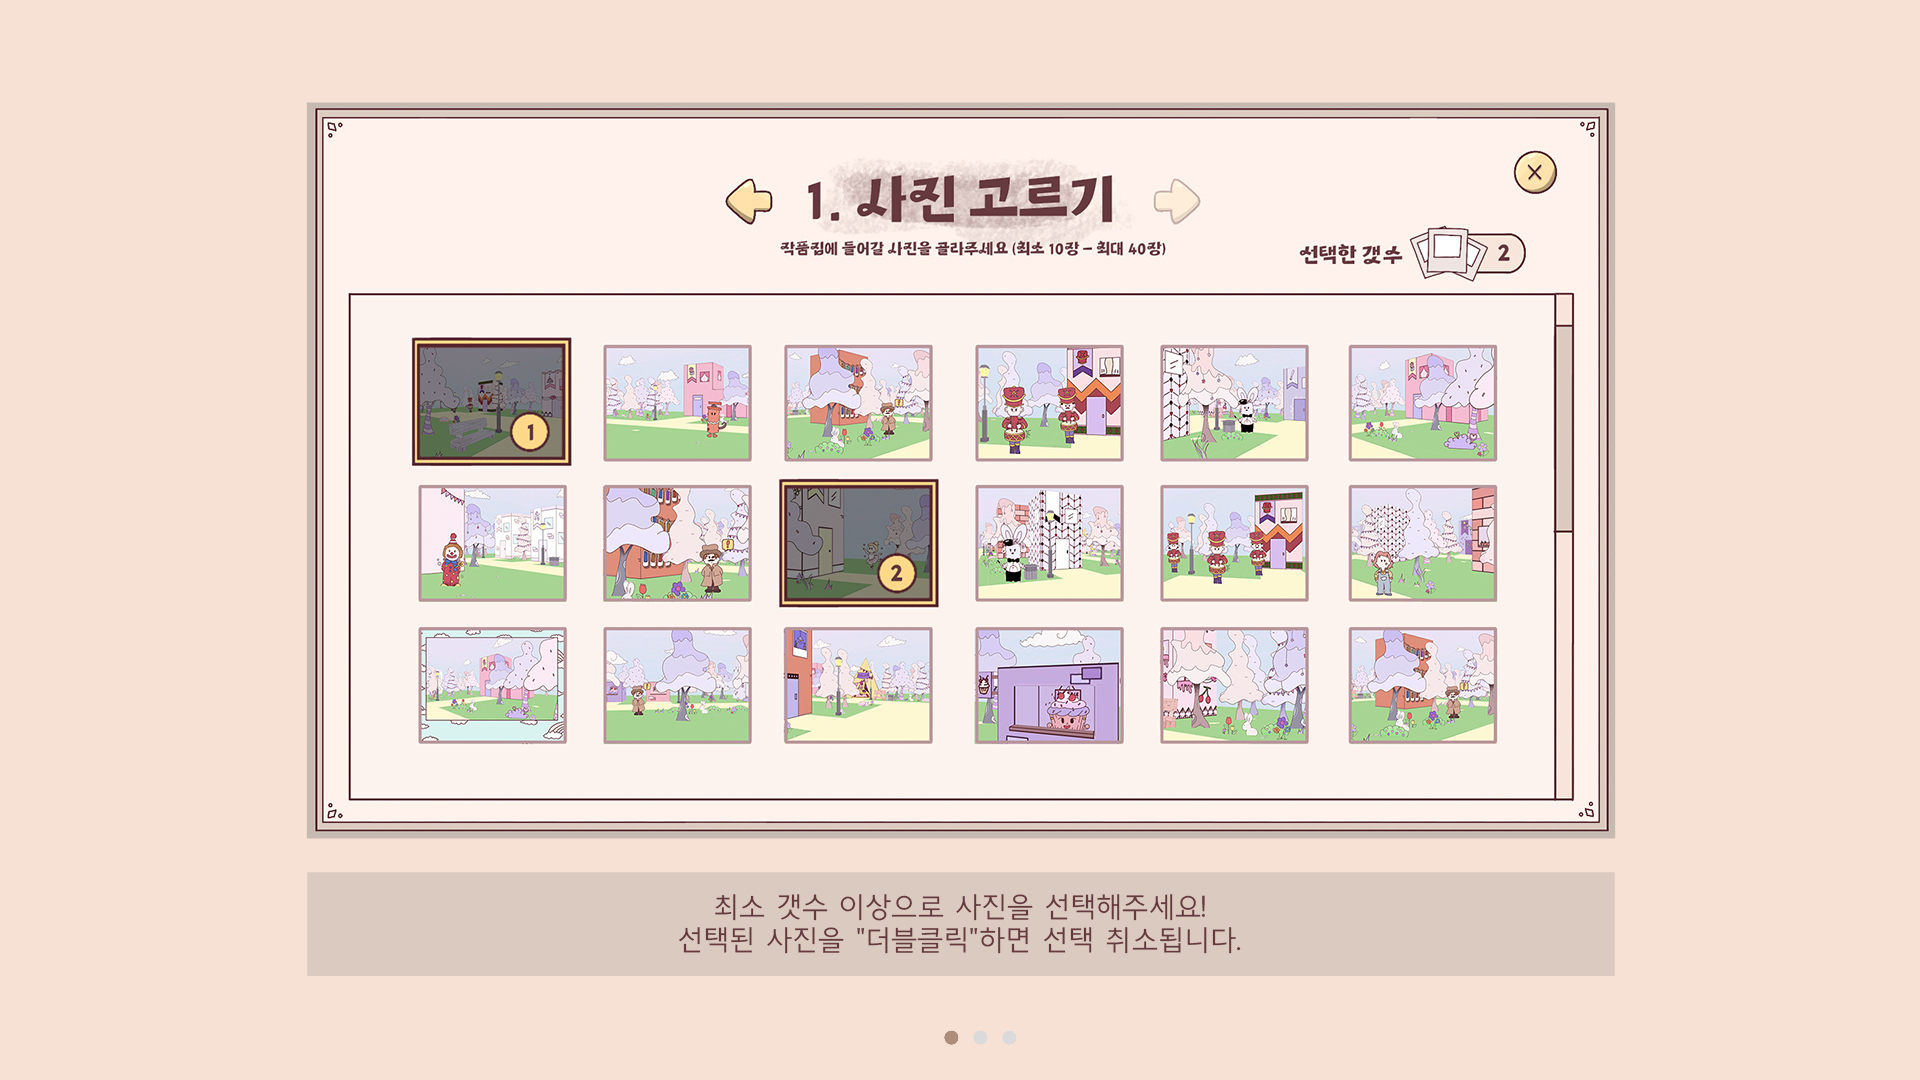 1. 사진 고르기
작품집에 들어갈 사진을 골라주세요 (최소 10장 - 최대 40장)
선택한 갯수 2
1
2
최소 갯수 이상으로 사진을 선택해주세요!
선택된 사진을 "더블클릭"하면 선택 취소됩니다.